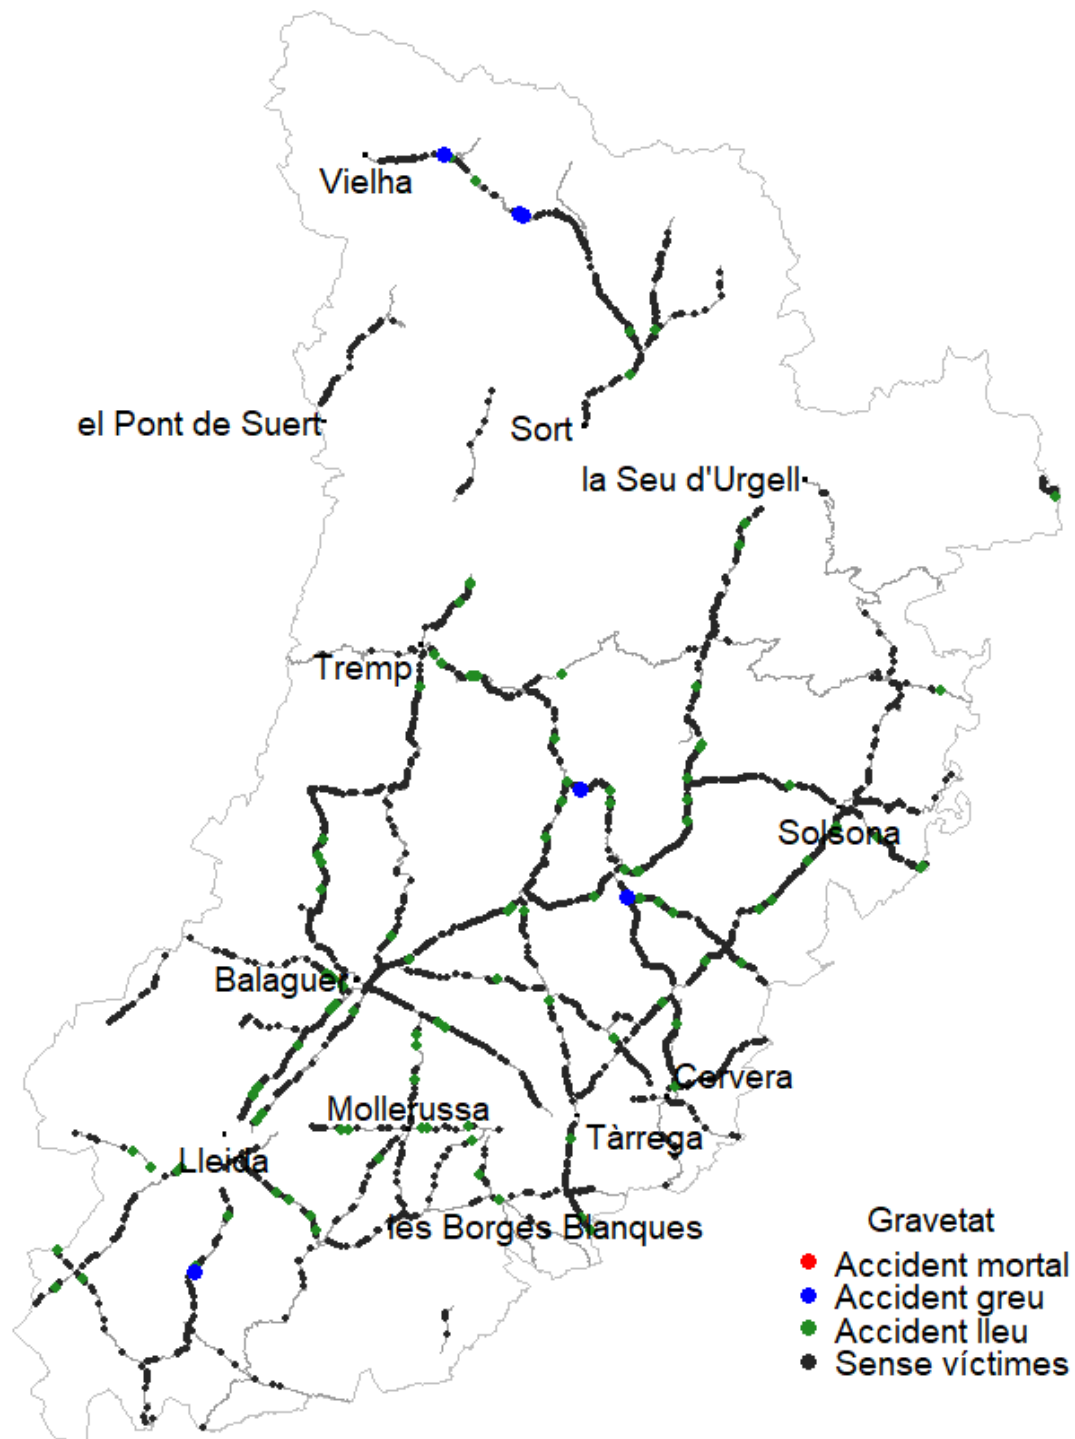 Vielha
el Pont de Suert
Sort
la Seu d'Urgell
Tremp
Solsona
Balaguer
Cervera
Mollerussa
Tàrrega
Lleida
les Borges Blanques
Gravetat
Accident mortal
Accident greu
Accident lleu
Sense víctimes